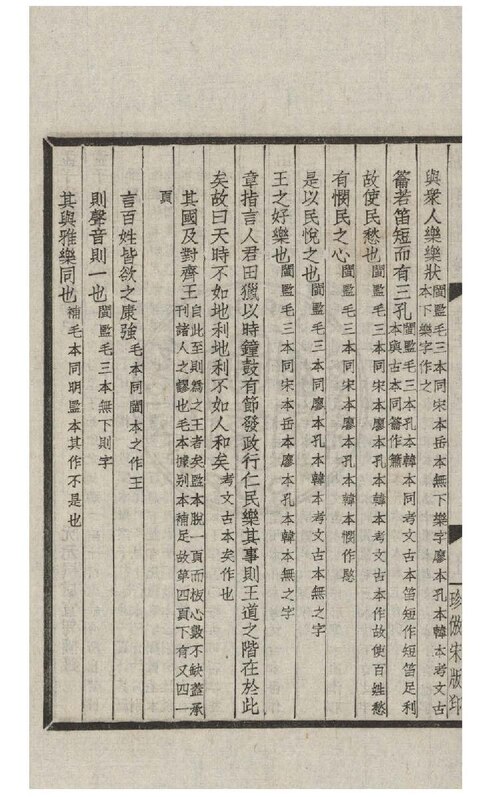 與衆人樂樂狀閩監毛三本同宋本岳本無下樂字廖本孔本韓本考文古本下樂字作之
籥若笛短而有三孔閩監毛三本孔本韓本同考文古本笛短作短笛足利本與古本同籥作簫
故使民愁也閩監毛三本同宋本廖本孔本韓本考文古本作故使百姓愁
有憫民之心閩監毛三本同宋本廖本孔本韓本憫作愍
是以民悅之也閩監毛三本同廖本孔本韓本考文古本無之字
王之好樂也閩監毛三本同宋本岳本廖本孔本韓本無之字
章指言人君田獵以時鐘鼓有節發政行仁民樂其事則王道之階在於此
矣故曰天時不如地利地利不如人和矣考文古本矣作也
其國及對齊王自此至則爲之王者矣監本脫一頁而板心數不缺蓋承刊諸人之謬也毛本據別本補足故第四頁下有又四一
頁
言百姓皆欲之康強毛本同閩本之作王
則聲音則一也閩監毛三本無下則字
其與雅樂同也補毛本同明監本其作不是也
珍倣宋版印